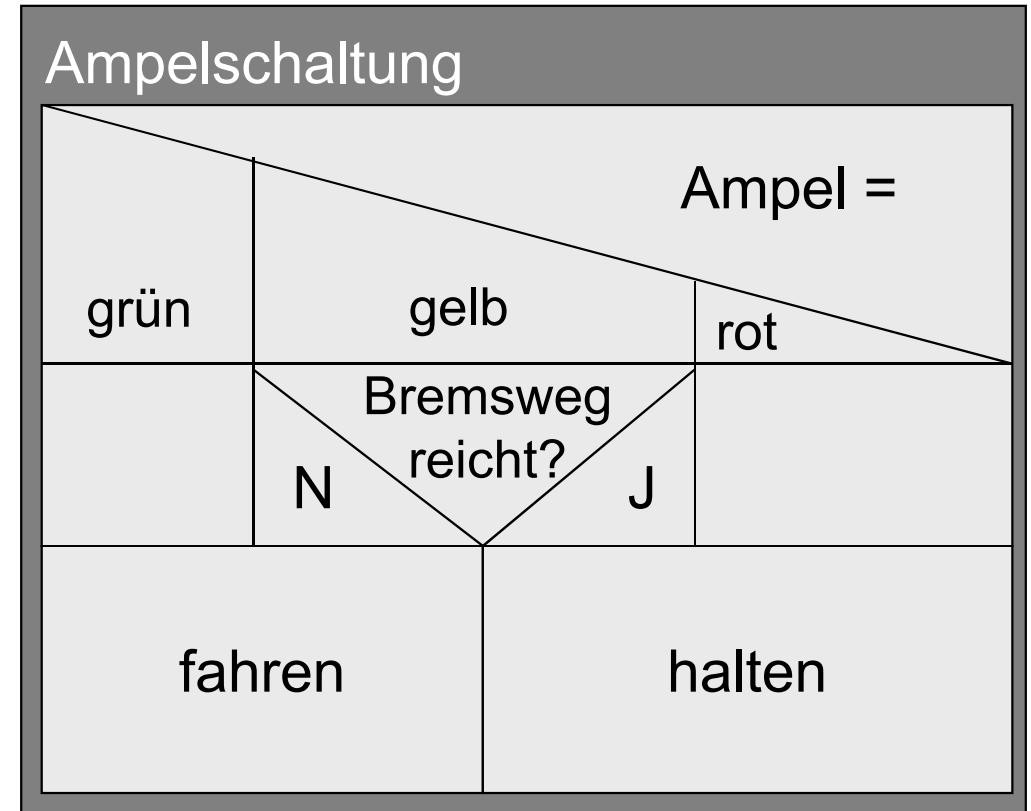 Ampelschaltung
Ampel =
grün
gelb
rot
Bremsweg
reicht?
N
J
fahren
halten